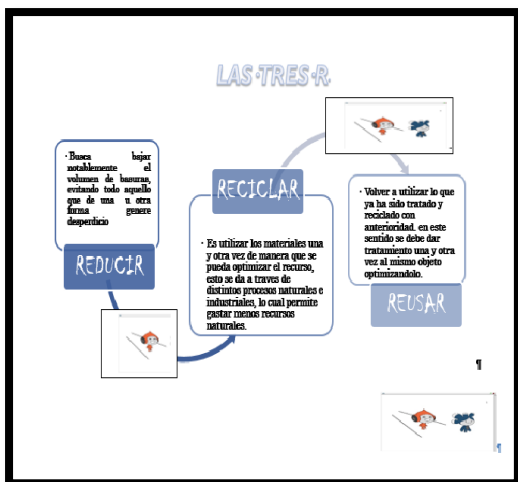 LAS·TRES·R.
·Busca bajar
notablemente el
volumen de basuran,
evitando todo aquello
que de una u otra
forma genere
desperdicio
REDUCIR
RECICLAR
· Es utilizar los materiales una
y otra vez de manera que se
pueda optimizar el recurso,
esto se da a traves de
distintos procesos naturales e
industriales, lo cual permite
gastar menos recursos
naturales.
· Volver a utilizar lo que
ya ha sido tratado y
reciclado con
anterioridad. en este
sentido se debe dar
tratamiento una y otra
vez al mismo objeto
optimizandolo.
REUSAR
¶
¶